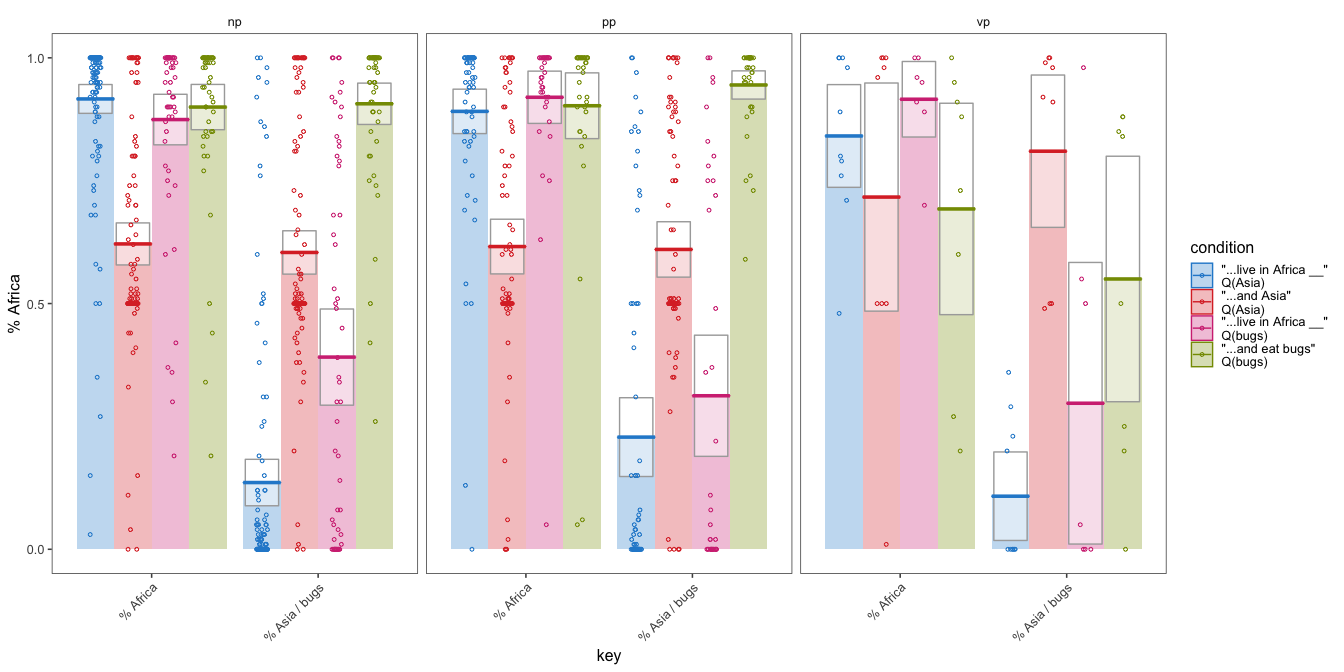 np
pp
vp
% Africa
1.0
0.5
0.0
% Africa
% Asia / bugs
% Africa
% Asia / bugs
% Africa
% Asia / bugs
key
condition
"...live in Africa __"
Q(Asia)
"...and Asia"
Q(Asia)
"...live in Africa __"
Q(bugs)
"...and eat bugs"
Q(bugs)